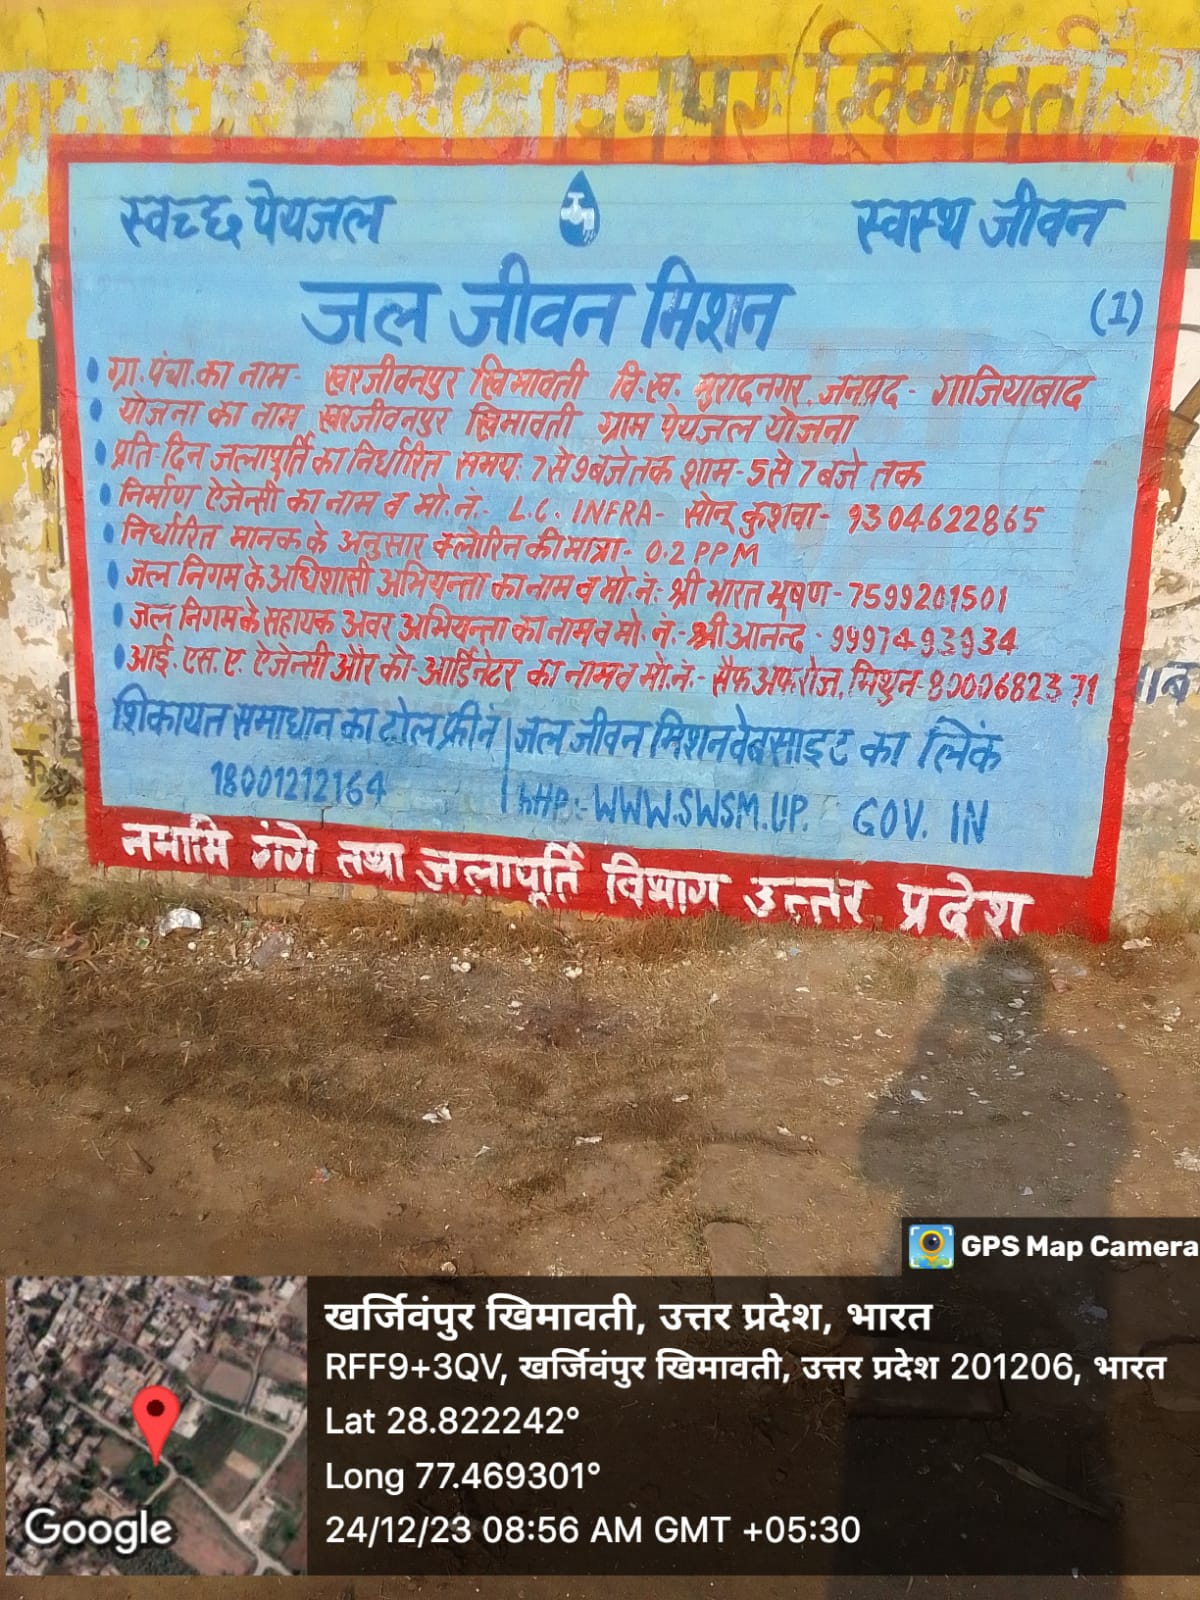 खिमावती
स्वच्छ पेयजल
स्वस्थ जीवन
जल जीवन मिशन
(1)
ग्रा.पंचा.का नाम- खरजीवनपुर खिमावती वि.ख. मुरादनगर, जनपद - गाजियाबाद
योजना का नाम खरजीवनपुर खिमावती ग्राम पेयजल योजना
प्रति-दिन जलापूर्ति का निर्धारित समय: 7 से 9 बजे तक शाम-5 से 7 बजे तक
निर्माण ऐजेन्सी का नाम व मो.नं.- L.C. INFRA- सोनू कुशवा- 9304622865
निर्धारित मानक के अनुसार क्लोरिन की मात्रा- 0.2 PPM
जल निगम के अधिशासी अभियन्ता का नाम व मो.नं: श्री भारत भूषण-7599201501
जल निगम के सहायक अवर अभियन्ता का नाम व मो. नं.-श्री आनन्द - 9997493934
आई. एस. ए. ऐजेन्सी और को-आर्डिनेटर का नाम व मो.नं.- सैफ अफरोज, मिथुन-8000682371
शिकायत समाधान का टोल फ्री नं
18001212164
जल जीवन मिशन वेबसाइट का लिंक
http:-WWW.SWSM.UP. GOV. IN
नमामि गंगे तथा जलापूर्ति विभाग उत्तर प्रदेश
GPS Map Camera
खर्जिवंपुर खिमावती, उत्तर प्रदेश, भारत
RFF9+3QV, खर्जिवंपुर खिमावती, उत्तर प्रदेश 201206, भारत
Lat 28.822242°
Long 77.469301°
24/12/23 08:56 AM GMT +05:30
Google